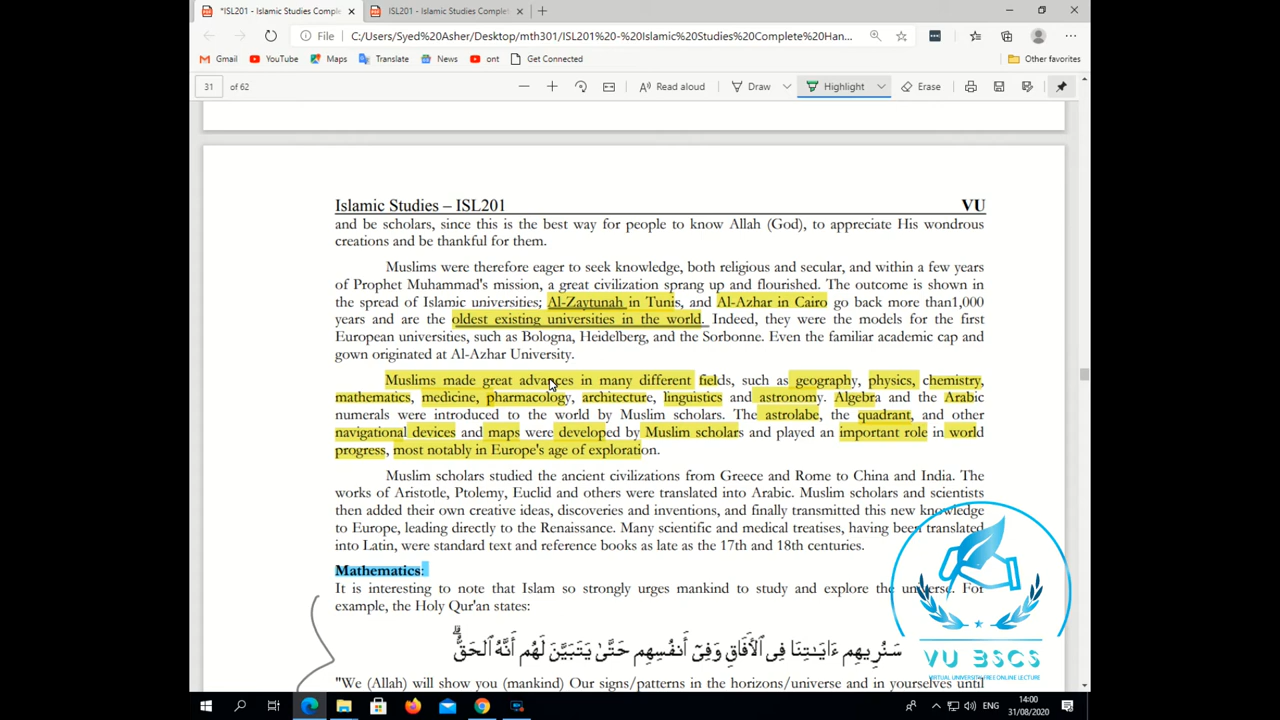 *ISL201 - Islamic Studies Comple
ISL201 - Islamic Studies Complet
File
C:/Users/Syed%20Asher/Desktop/mth301/ISL201%20-%20Islamic%20Studies%20Complete%20Han...
Gmail
YouTube
Maps
Translate
News
ont
Get Connected
Other favorites
31 of 62
Read aloud
Draw
Highlight
Erase
Islamic Studies – ISL201 VU
and be scholars, since this is the best way for people to know Allah (God), to appreciate His wondrous
creations and be thankful for them.
Muslims were therefore eager to seek knowledge, both religious and secular, and within a few years
of Prophet Muhammad's mission, a great civilization sprang up and flourished. The outcome is shown in
the spread of Islamic universities; Al-Zaytunah in Tunis, and Al-Azhar in Cairo go back more than1,000
years and are the oldest existing universities in the world. Indeed, they were the models for the first
European universities, such as Bologna, Heidelberg, and the Sorbonne. Even the familiar academic cap and
gown originated at Al-Azhar University.
Muslims made great advances in many different fields, such as geography, physics, chemistry,
mathematics, medicine, pharmacology, architecture, linguistics and astronomy. Algebra and the Arabic
numerals were introduced to the world by Muslim scholars. The astrolabe, the quadrant, and other
navigational devices and maps were developed by Muslim scholars and played an important role in world
progress, most notably in Europe's age of exploration.
Muslim scholars studied the ancient civilizations from Greece and Rome to China and India. The
works of Aristotle, Ptolemy, Euclid and others were translated into Arabic. Muslim scholars and scientists
then added their own creative ideas, discoveries and inventions, and finally transmitted this new knowledge
to Europe, leading directly to the Renaissance. Many scientific and medical treatises, having been translated
into Latin, were standard text and reference books as late as the 17th and 18th centuries.
Mathematics:
It is interesting to note that Islam so strongly urges mankind to study and explore the universe. For
example, the Holy Qur'an states:
سَنُرِيهِم ءَايَـٰتِنَا فِى ٱلْأَفَاقِ وَفِىٓ أَنفُسِهِم حَتَّىٰ يَتَبَيَّنَ لَهُم أَنَّهُ ٱلْحَقُّ ۗ
"We (Allah) will show you (mankind) Our signs/patterns in the horizons/universe and in yourselves until
VU BSCS
VIRTUAL UNIVERSITY FREE ONLINE LECTURE
ENG
14:00
31/08/2020